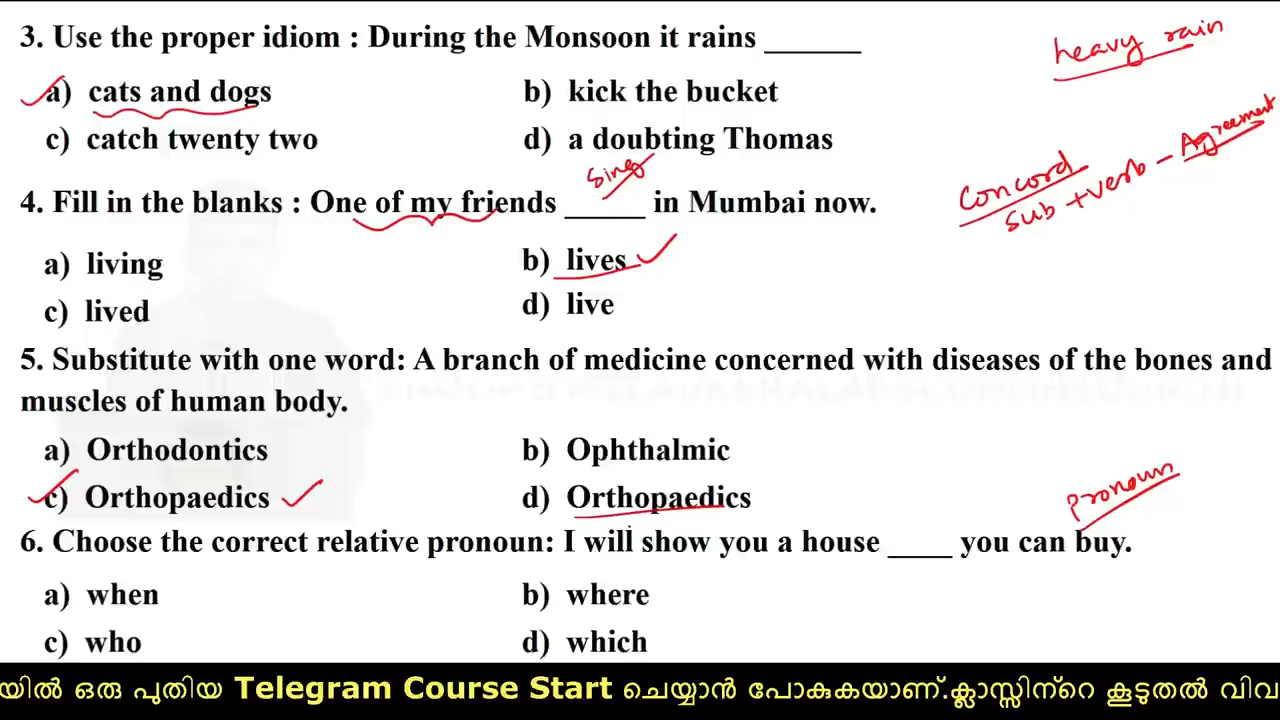 3. Use the proper idiom : During the Monsoon it rains ______
heavy rain
a) cats and dogs b) kick the bucket
c) catch twenty two d) a doubting Thomas
Sing
Concord
Sub + verb - Agreement
4. Fill in the blanks : One of my friends _____ in Mumbai now.
a) living b) lives
c) lived d) live
5. Substitute with one word: A branch of medicine concerned with diseases of the bones and
muscles of human body.
a) Orthodontics b) Ophthalmic
c) Orthopaedics d) Orthopaedics
pronoun
6. Choose the correct relative pronoun: I will show you a house ____ you can buy.
a) when b) where
c) who d) which
യിൽ ഒരു പുതിയ Telegram Course Start ചെയ്യാൻ പോകുകയാണ്.ക്ലാസ്സിന്റെ കൂടുതൽ വിവ